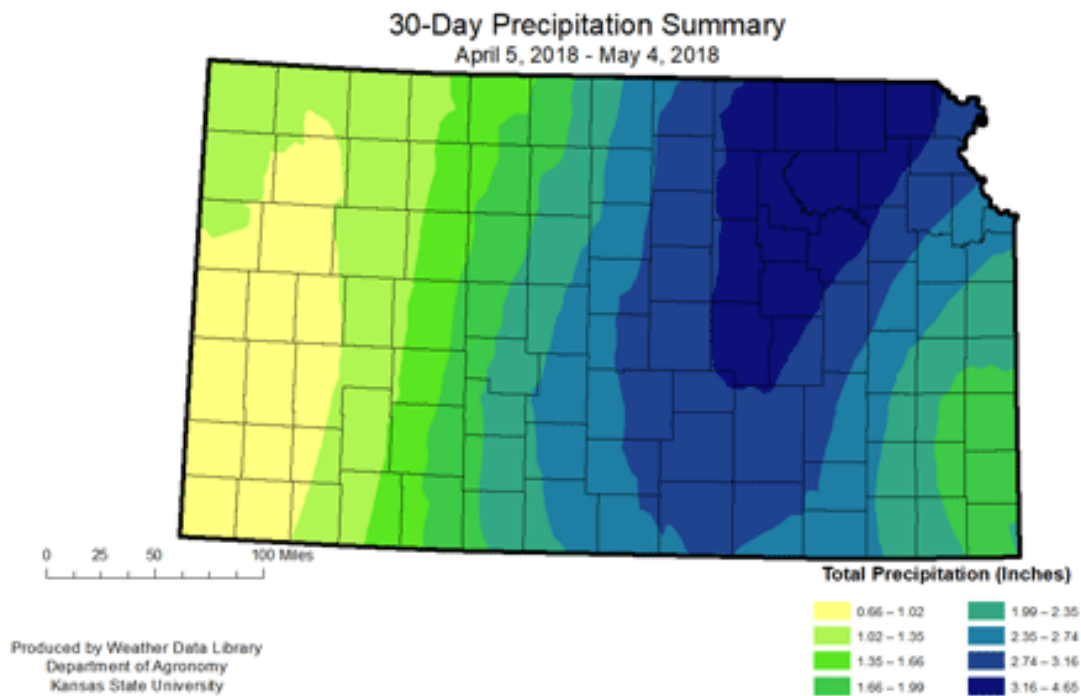 30-Day Precipitation Summary
April 5, 2018 - May 4, 2018
0 25 50 100 Miles
Total Precipitation (Inches)
0.66 – 1.02
1.02 – 1.35
1.35 – 1.66
1.66 – 1.99
1.99 – 2.35
2.35 – 2.74
2.74 – 3.16
3.16 – 4.65
Produced by Weather Data Library
Department of Agronomy
Kansas State University